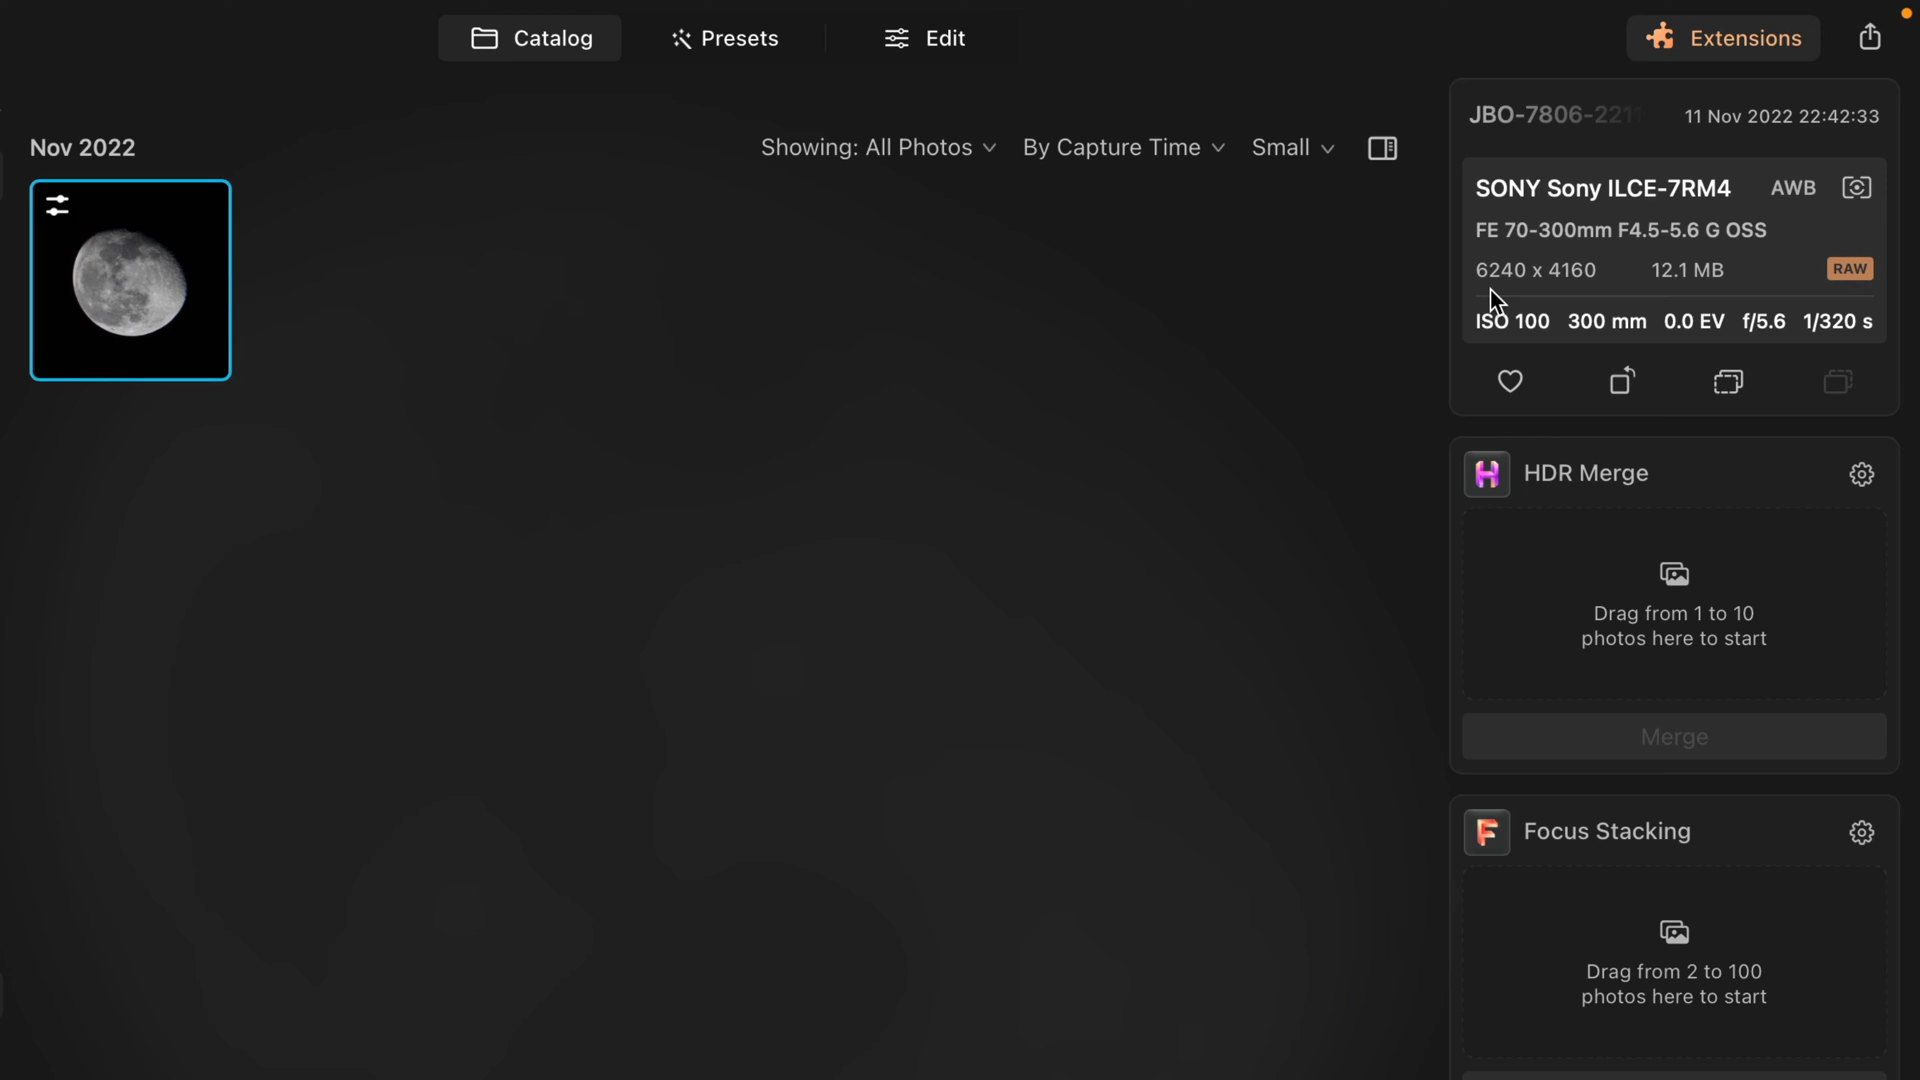 Catalog
Presets
Edit
Extensions
Nov 2022
Showing: All Photos
By Capture Time
Small
JBO-7806-221
11 Nov 2022 22:42:33
SONY Sony ILCE-7RM4 AWB
FE 70-300mm F4.5-5.6 G OSS
6240 x 4160 12.1 MB RAW
ISO 100 300 mm 0.0 EV f/5.6 1/320 s
HDR Merge
Drag from 1 to 10
photos here to start
Merge
Focus Stacking
Drag from 2 to 100
photos here to start